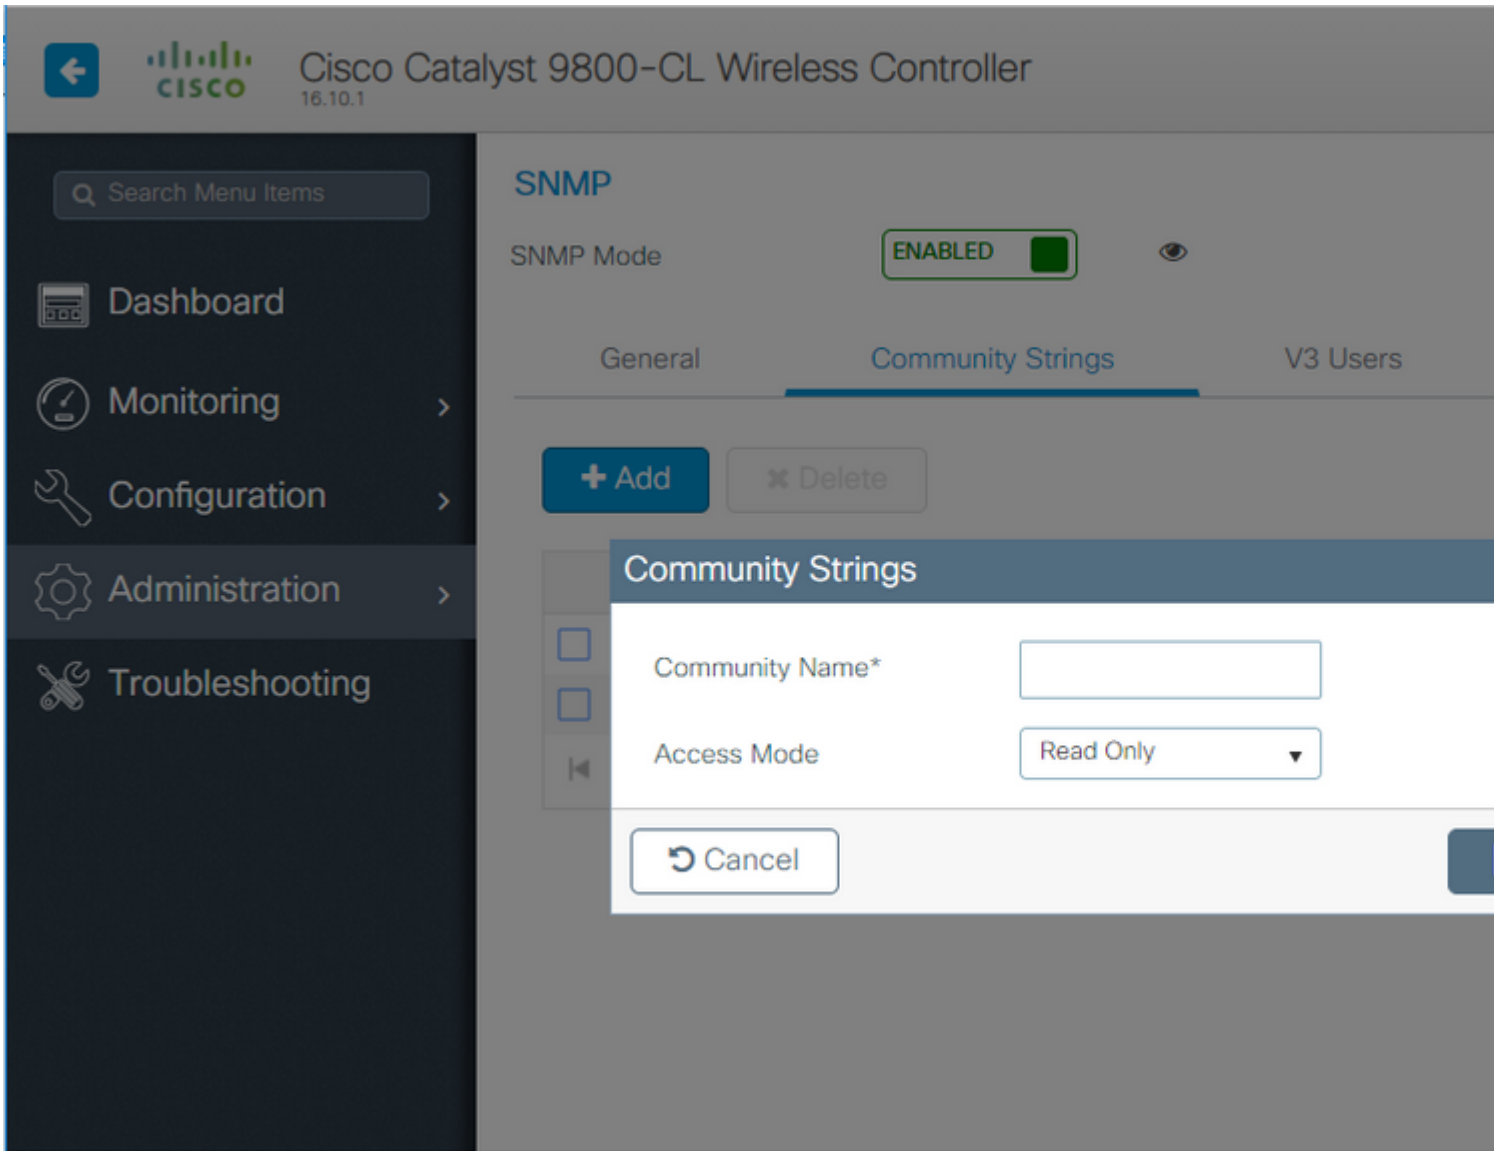 CISCO
Cisco Catalyst 9800-CL Wireless Controller
16.10.1
Search Menu Items
Dashboard
Monitoring
Configuration
Administration
Troubleshooting
SNMP
SNMP Mode
ENABLED
General
Community Strings
V3 Users
Add
Delete
Community Strings
Community Name*
Access Mode
Read Only
Cancel